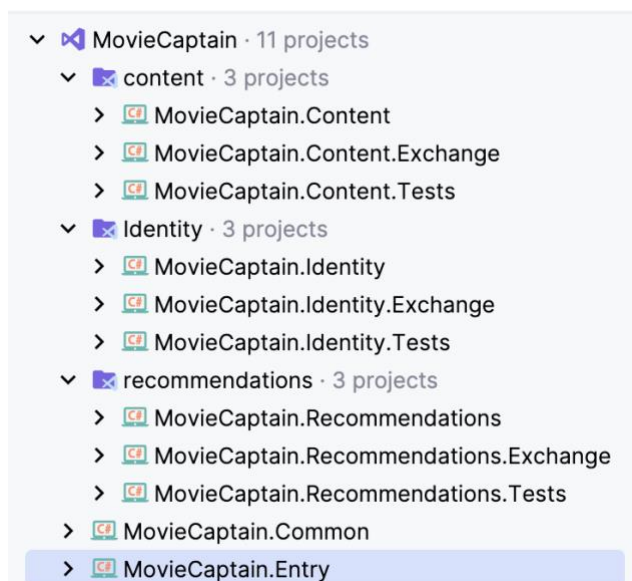 MovieCaptain · 11 projects
content · 3 projects
C# MovieCaptain.Content
C# MovieCaptain.Content.Exchange
C# MovieCaptain.Content.Tests
Identity · 3 projects
C# MovieCaptain.Identity
C# MovieCaptain.Identity.Exchange
C# MovieCaptain.Identity.Tests
recommendations · 3 projects
C# MovieCaptain.Recommendations
C# MovieCaptain.Recommendations.Exchange
C# MovieCaptain.Recommendations.Tests
C# MovieCaptain.Common
C# MovieCaptain.Entry